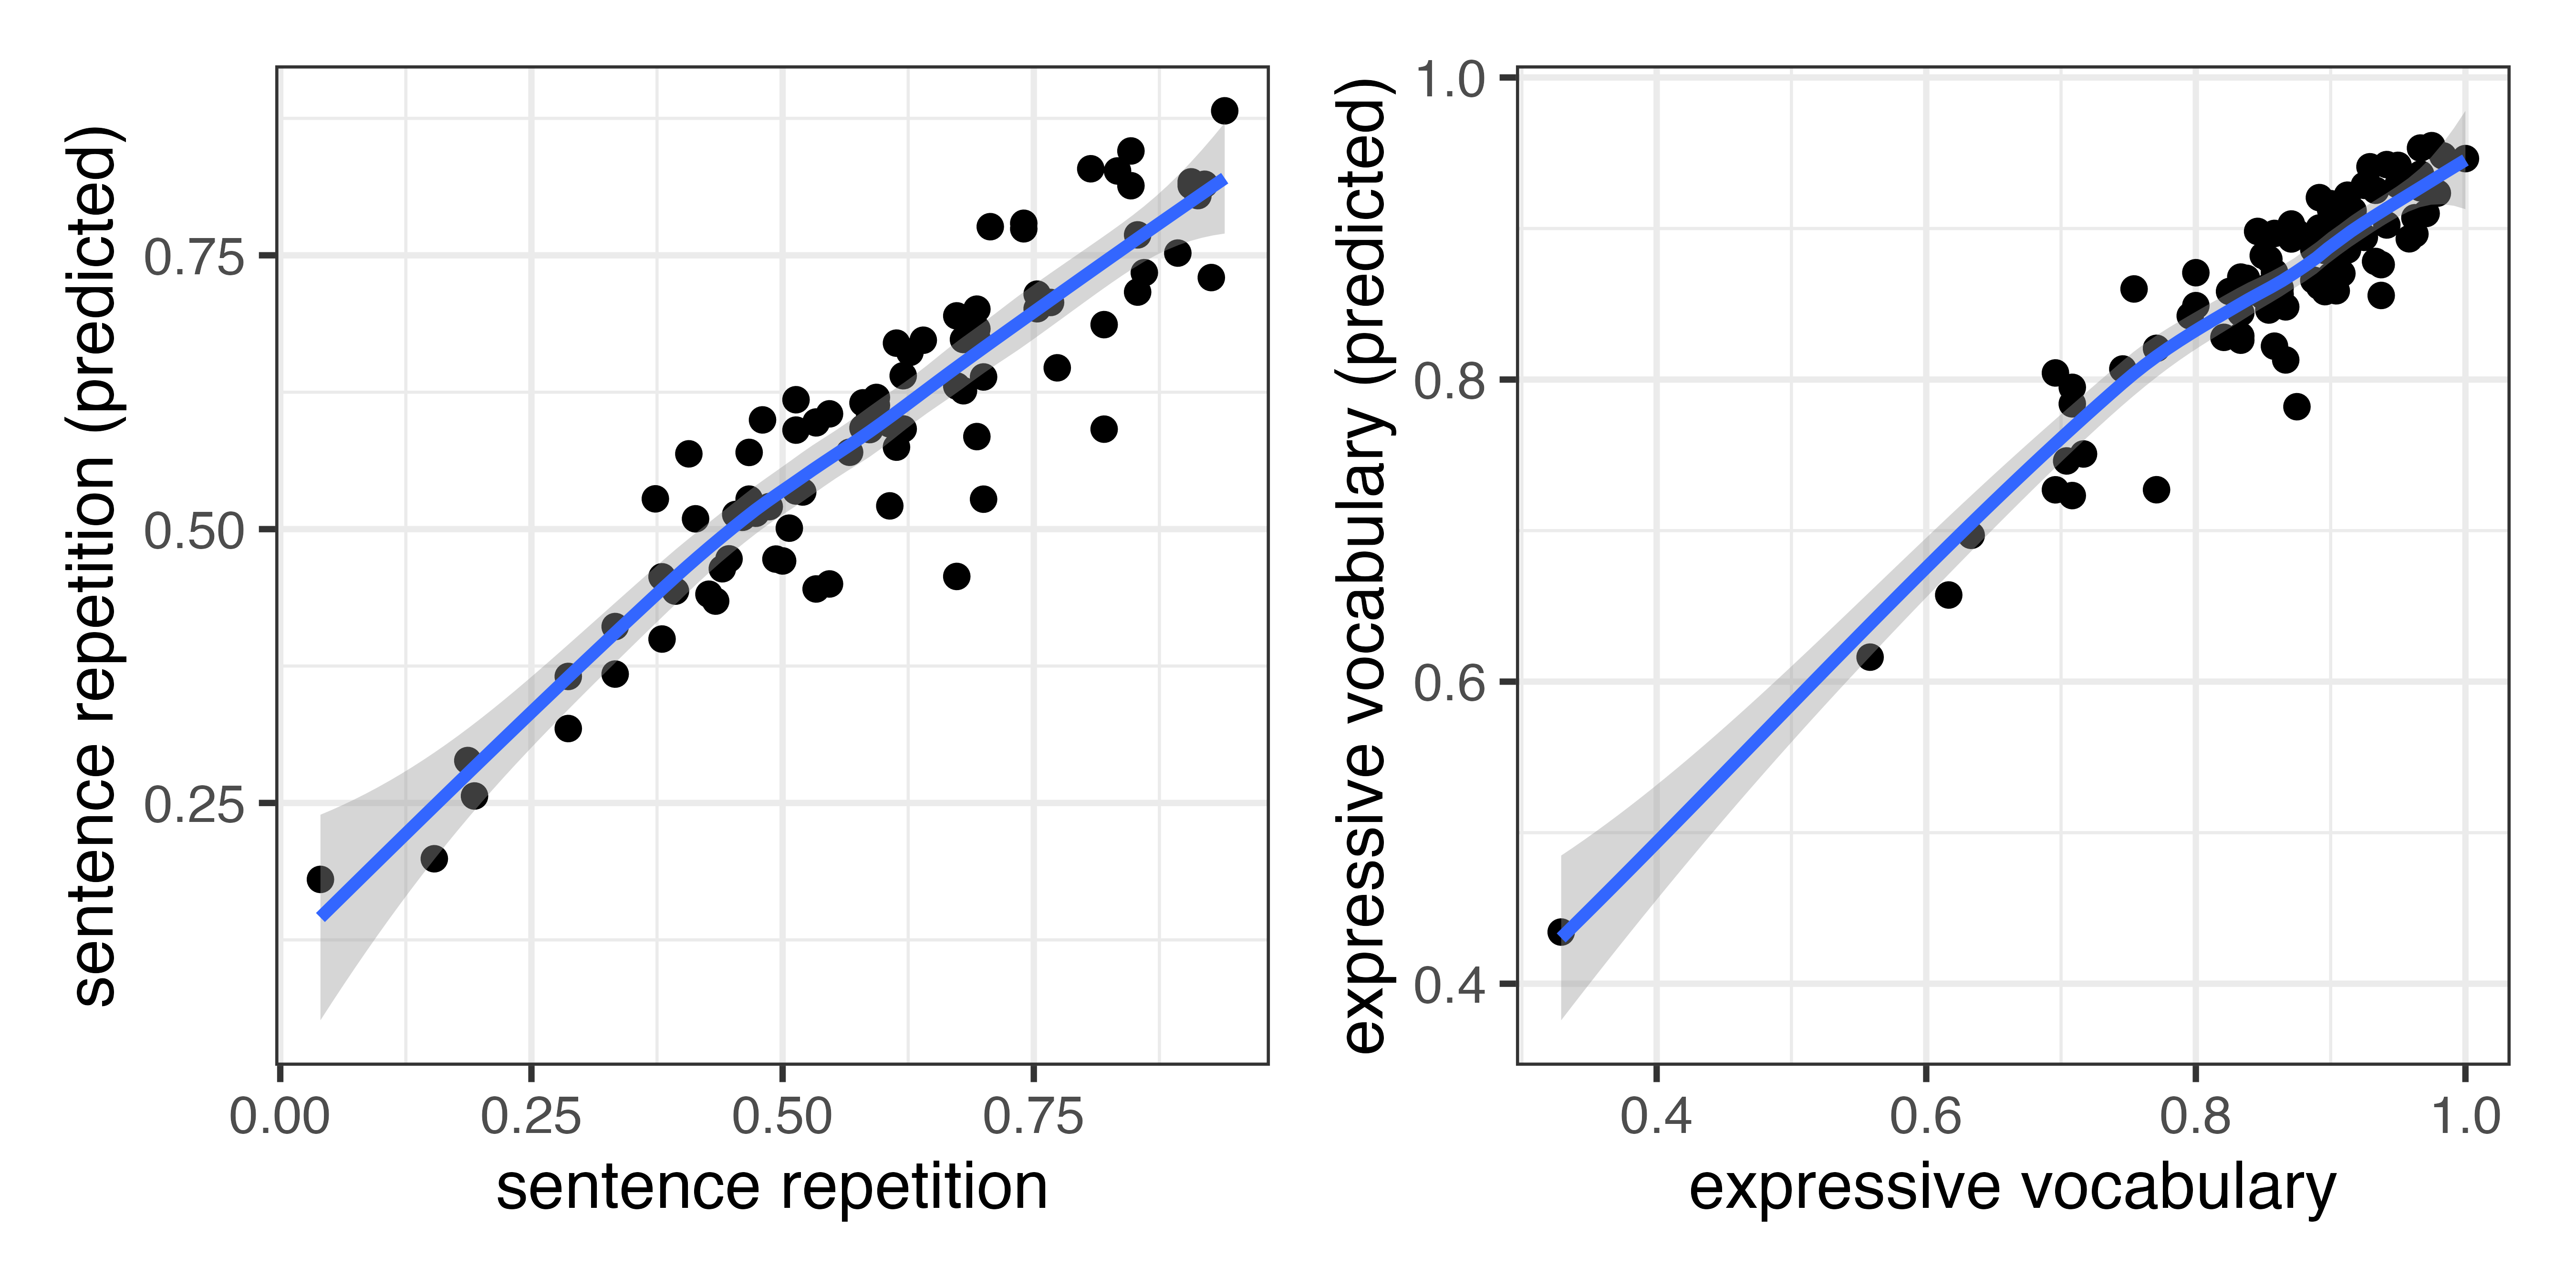 sentence repetition (predicted)
0.75
0.50
0.25
0.00 0.25 0.50 0.75
sentence repetition
expressive vocabulary (predicted)
1.0
0.8
0.6
0.4
0.4 0.6 0.8 1.0
expressive vocabulary